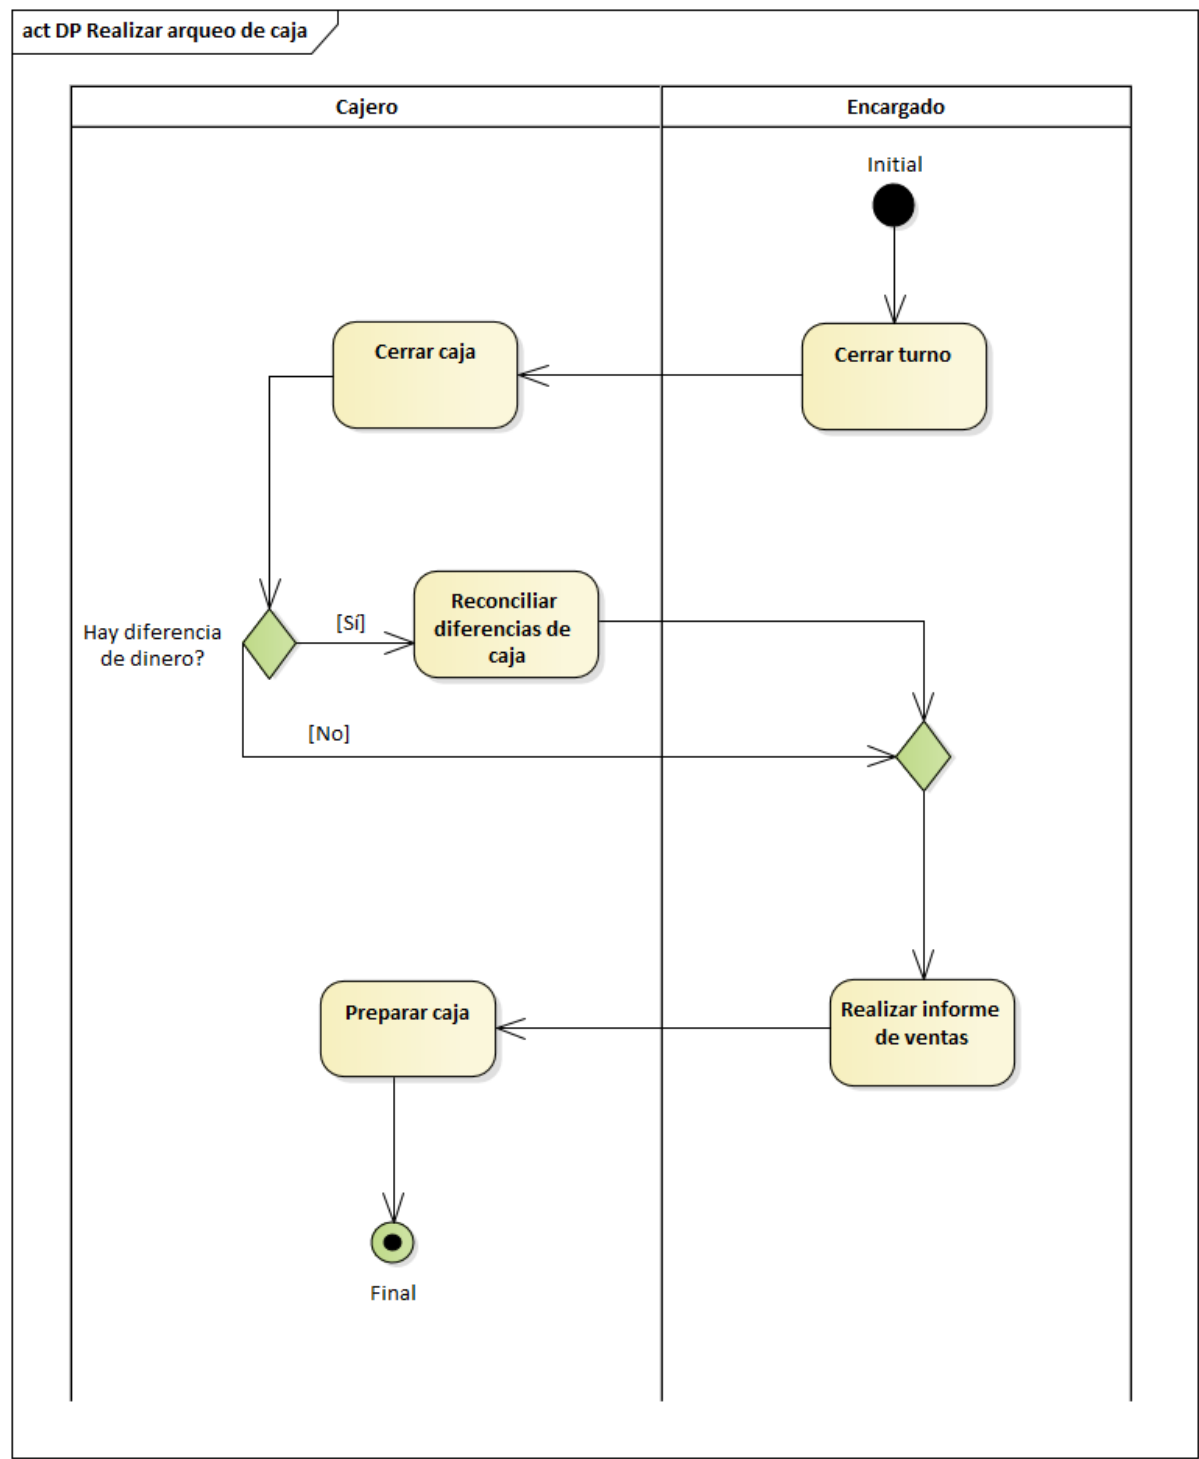 act DP Realizar arqueo de caja
Cajero
Encargado
Initial
Cerrar caja
Cerrar turno
Hay diferencia
de dinero?
[Sí]
Reconciliar
diferencias de
caja
[No]
Preparar caja
Realizar informe
de ventas
Final